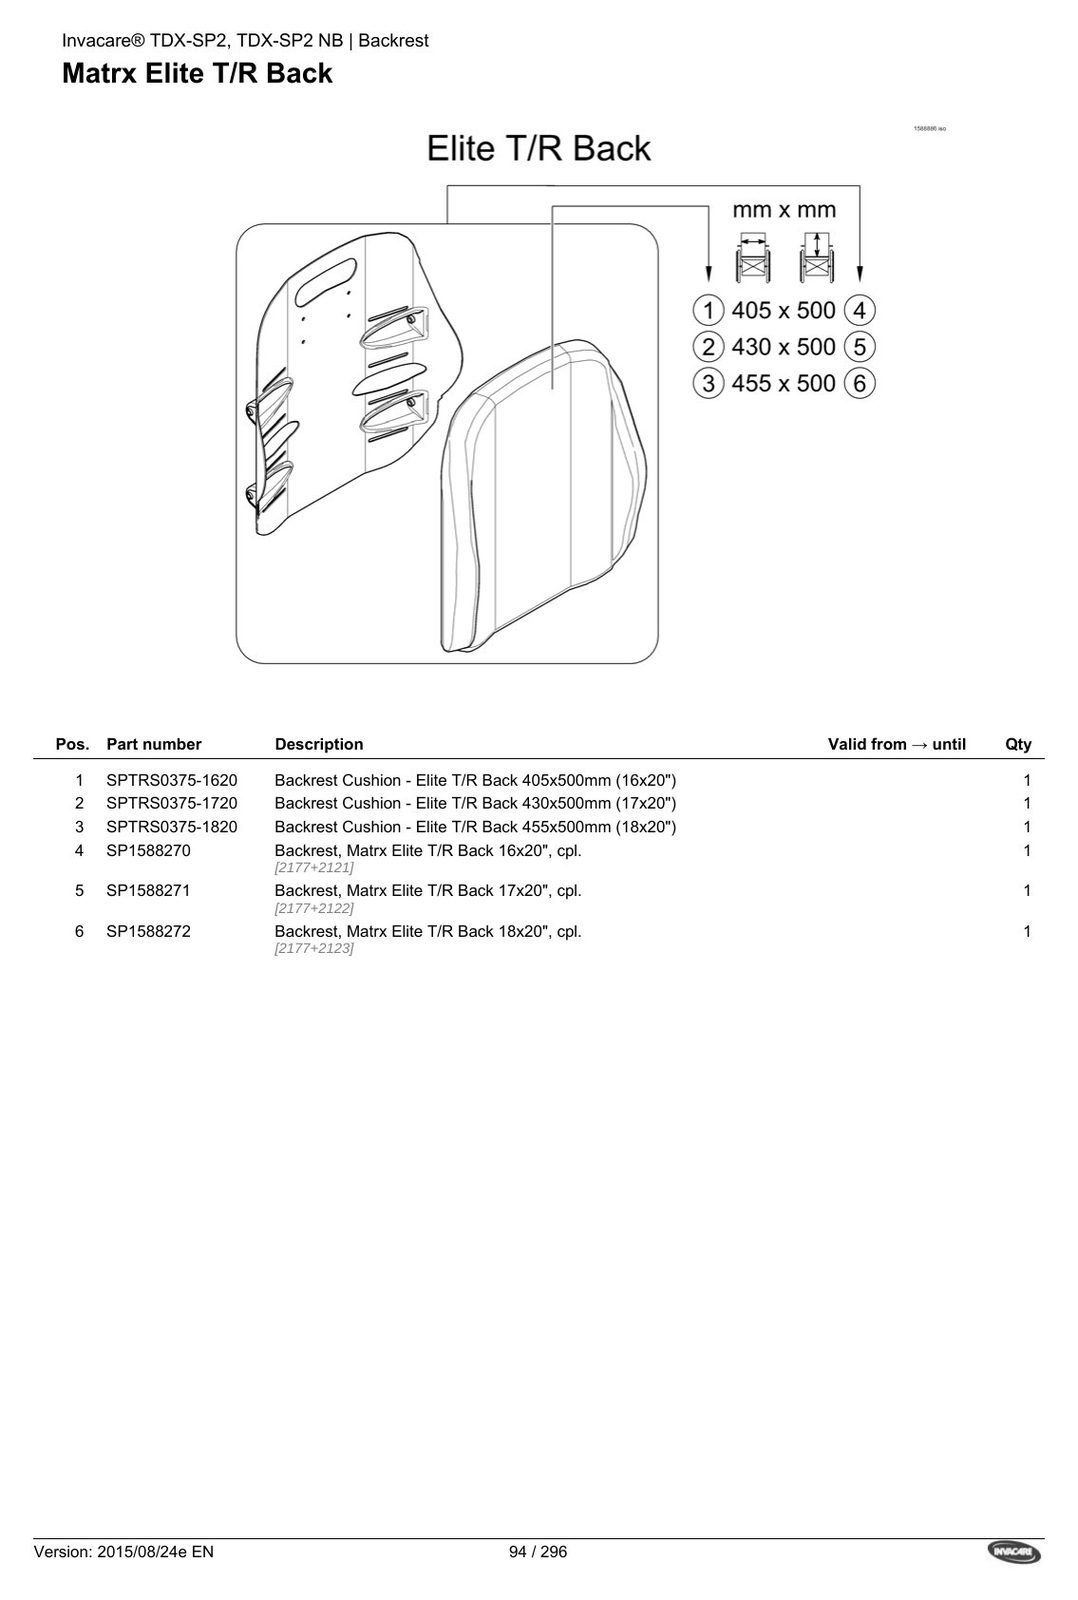 Invacare® TDX-SP2, TDX-SP2 NB | Backrest
Matrx Elite T/R Back
1588886.iso
Elite T/R Back
mm x mm
1 405 x 500 4
2 430 x 500 5
3 455 x 500 6
Pos. Part number Description Valid from → until Qty
1 SPTRS0375-1620 Backrest Cushion - Elite T/R Back 405x500mm (16x20") 1
2 SPTRS0375-1720 Backrest Cushion - Elite T/R Back 430x500mm (17x20") 1
3 SPTRS0375-1820 Backrest Cushion - Elite T/R Back 455x500mm (18x20") 1
4 SP1588270 Backrest, Matrx Elite T/R Back 16x20", cpl. 1
[2177+2121]
5 SP1588271 Backrest, Matrx Elite T/R Back 17x20", cpl. 1
[2177+2122]
6 SP1588272 Backrest, Matrx Elite T/R Back 18x20", cpl. 1
[2177+2123]
Version: 2015/08/24e EN 94 / 296 INVACARE